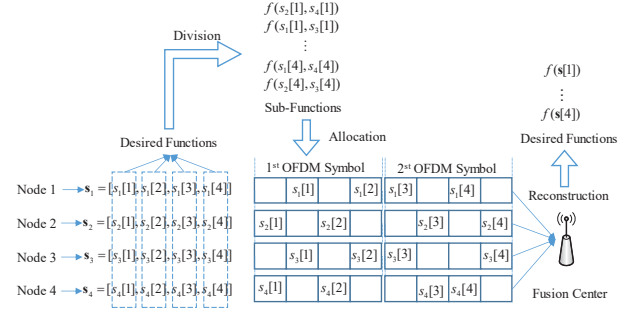 Division
f(s₂[1], s₄[1])
f(s₁[1], s₃[1])
⋮
f(s₁[4], s₄[4])
f(s₂[4], s₃[4])
Sub-Functions
f(s[1])
⋮
f(s[4])
Desired Functions
Desired Functions
Allocation
Reconstruction
1st OFDM Symbol 2nd OFDM Symbol
Node 1 s₁ = [s₁[1], s₁[2], s₁[3], s₁[4]] s₁[1] s₁[2] s₁[3] s₁[4]
Node 2 s₂ = [s₂[1], s₂[2], s₂[3], s₂[4]] s₂[1] s₂[2] s₂[3] s₂[4]
Node 3 s₃ = [s₃[1], s₃[2], s₃[3], s₃[4]] s₃[1] s₃[2] s₃[3] s₃[4]
Node 4 s₄ = [s₄[1], s₄[2], s₄[3], s₄[4]] s₄[1] s₄[2] s₄[3] s₄[4]
Fusion Center